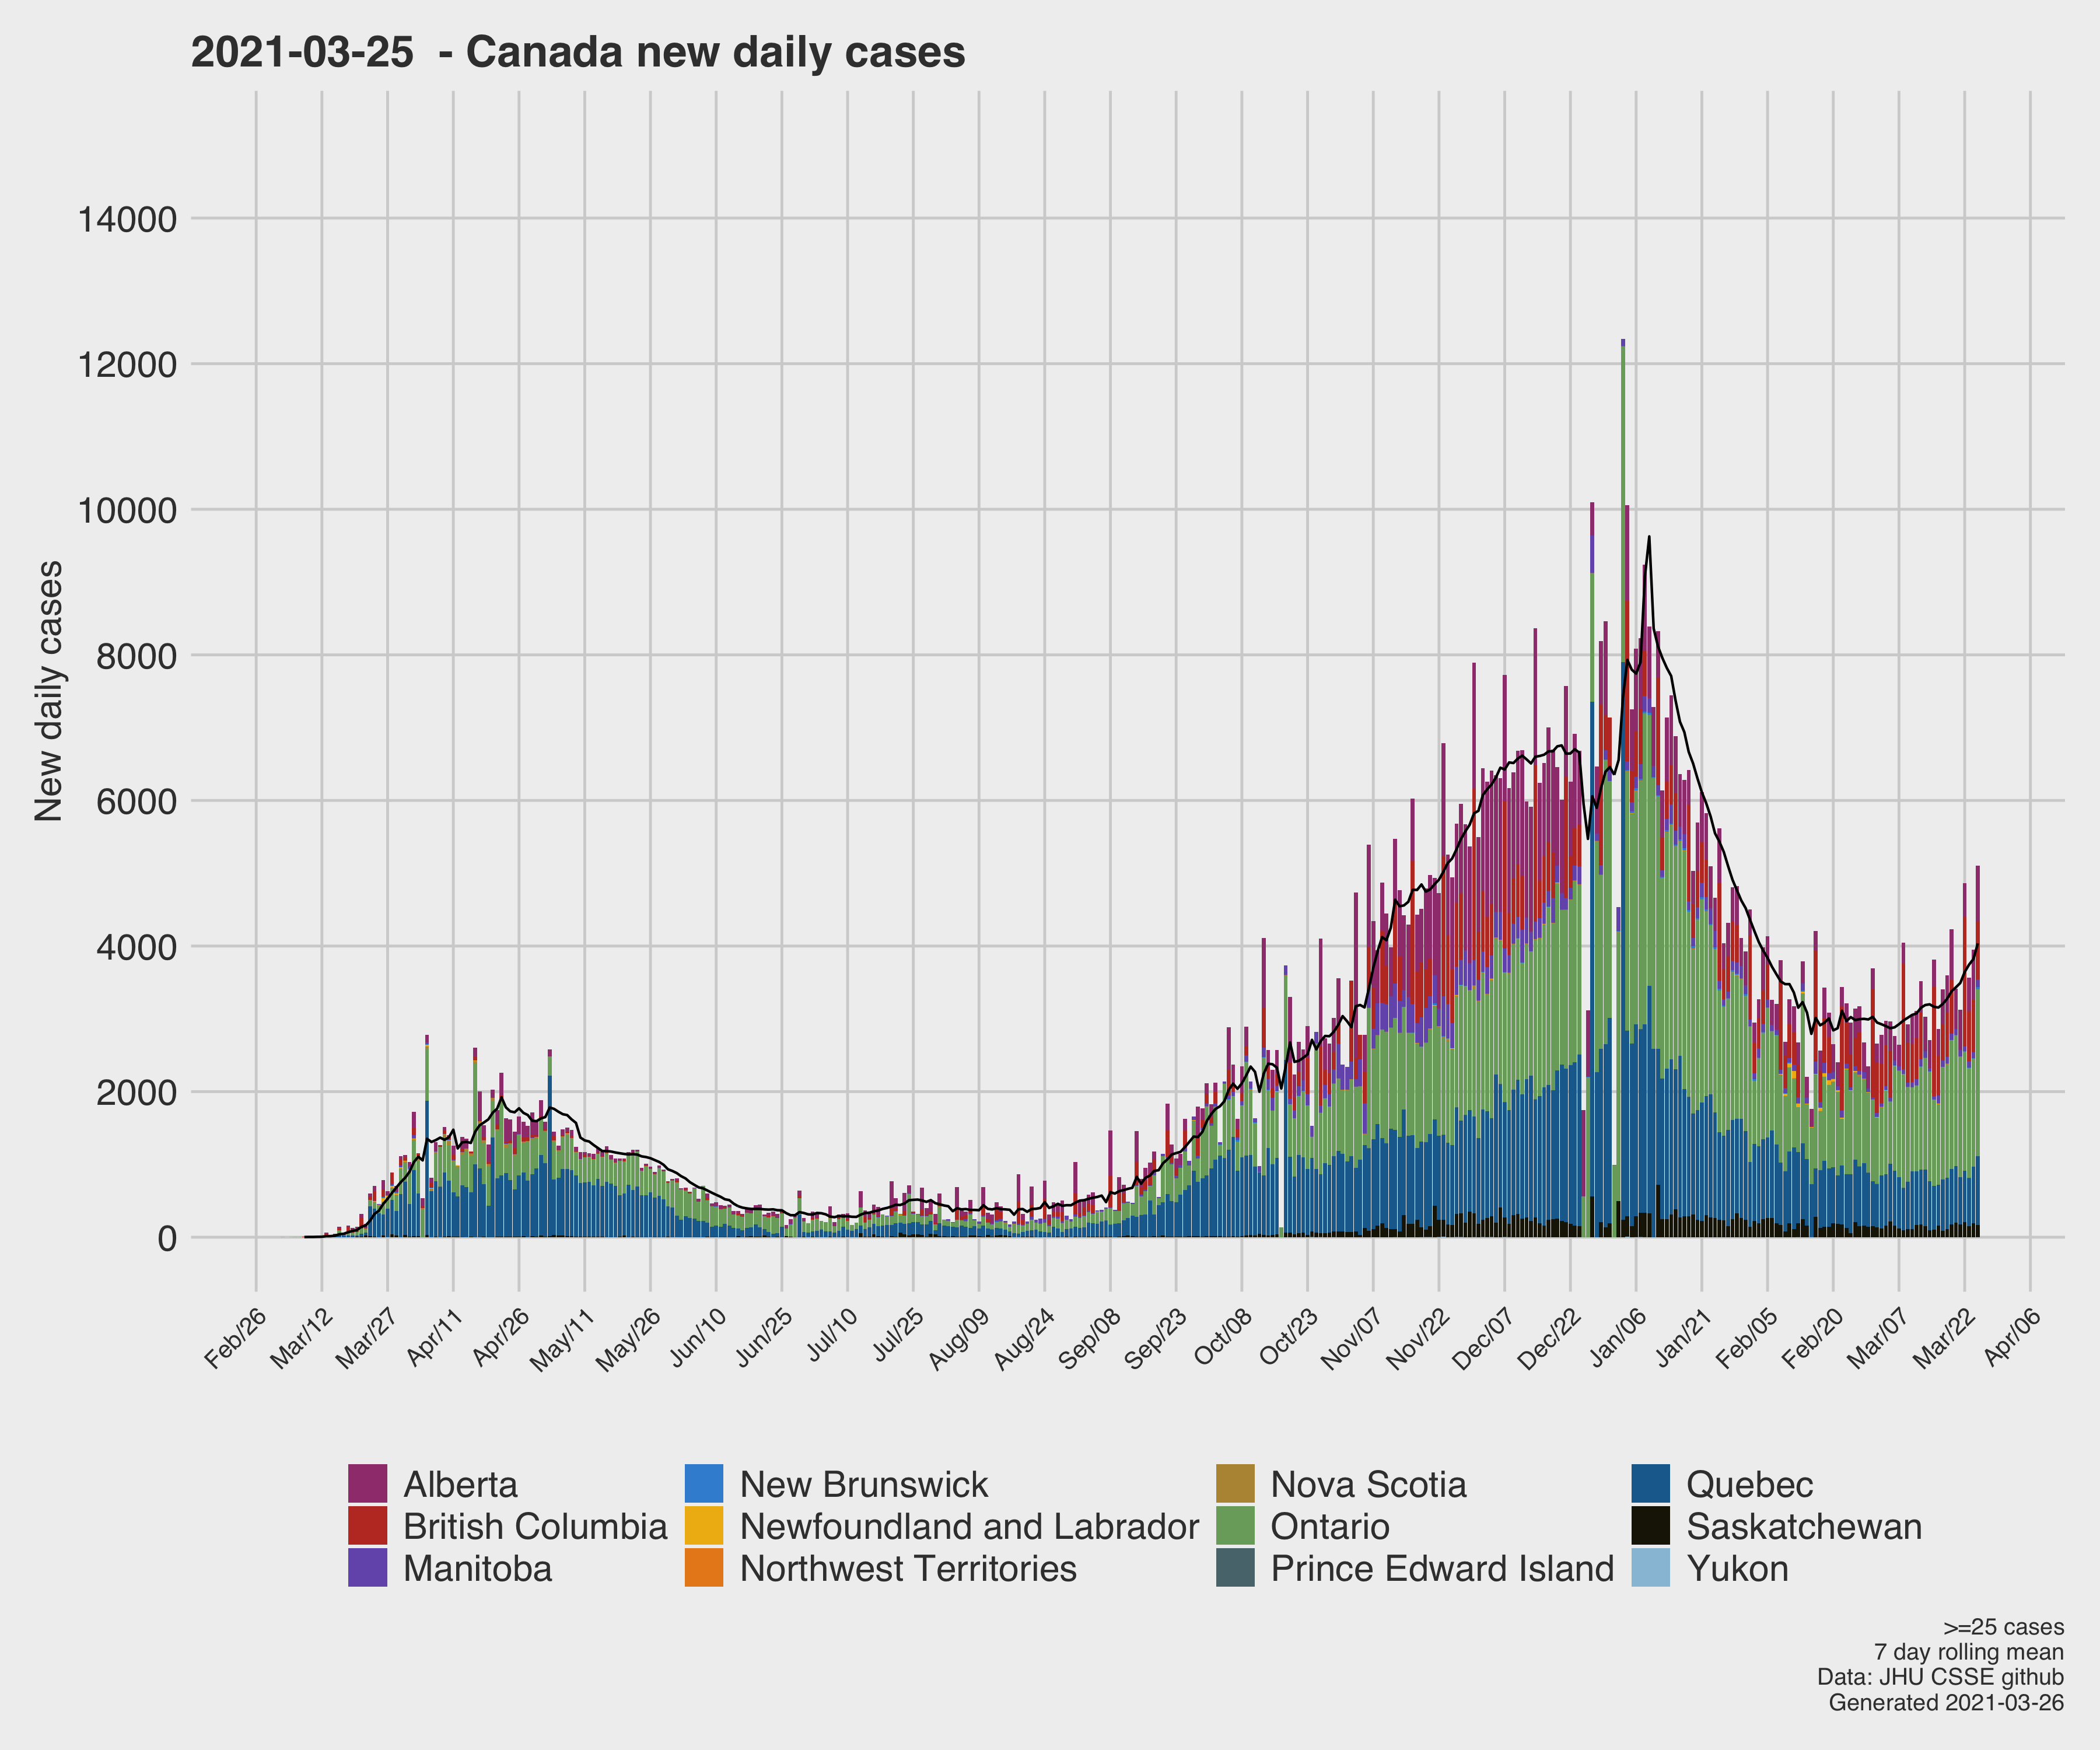 2021-03-25  - Canada new daily cases
New daily cases
14000
12000
10000
8000
6000
4000
2000
0
Feb/26
Mar/12
Mar/27
Apr/11
Apr/26
May/11
May/26
Jun/10
Jun/25
Jul/10
Jul/25
Aug/09
Aug/24
Sep/08
Sep/23
Oct/08
Oct/23
Nov/07
Nov/22
Dec/07
Dec/22
Jan/06
Jan/21
Feb/05
Feb/20
Mar/07
Mar/22
Apr/06
Alberta
British Columbia
Manitoba
New Brunswick
Newfoundland and Labrador
Northwest Territories
Nova Scotia
Ontario
Prince Edward Island
Quebec
Saskatchewan
Yukon
>=25 cases
7 day rolling mean
Data: JHU CSSE github
Generated 2021-03-26